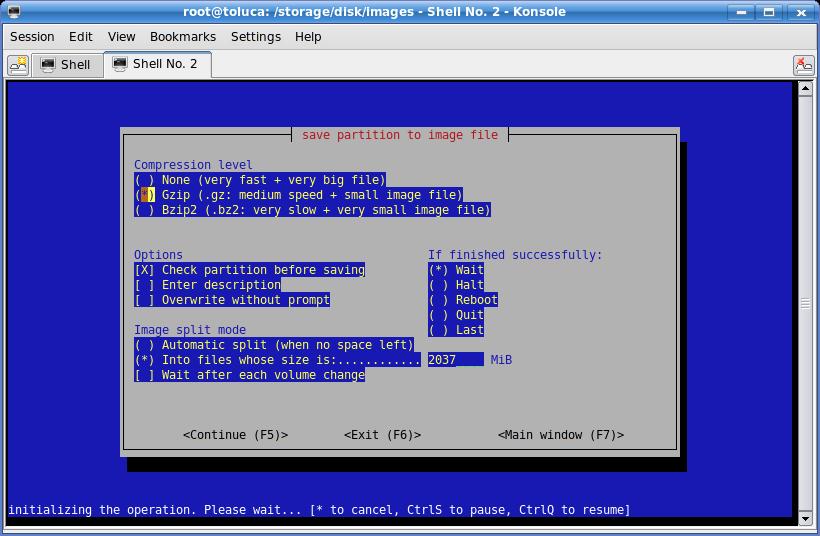 root@toluca: /storage/disk/images - Shell No. 2 - Konsole
Session Edit View Bookmarks Settings Help
Shell Shell No. 2
save partition to image file
Compression level
( ) None (very fast + very big file)
(*) Gzip (.gz: medium speed + small image file)
( ) Bzip2 (.bz2: very slow + very small image file)
Options If finished successfully:
[X] Check partition before saving (*) Wait
[ ] Enter description ( ) Halt
[ ] Overwrite without prompt ( ) Reboot
( ) Quit
Image split mode ( ) Last
( ) Automatic split (when no space left)
(*) Into files whose size is:............ 2037____ MiB
[ ] Wait after each volume change
<Continue (F5)> <Exit (F6)> <Main window (F7)>
initializing the operation. Please wait... [* to cancel, CtrlS to pause, CtrlQ to resume]